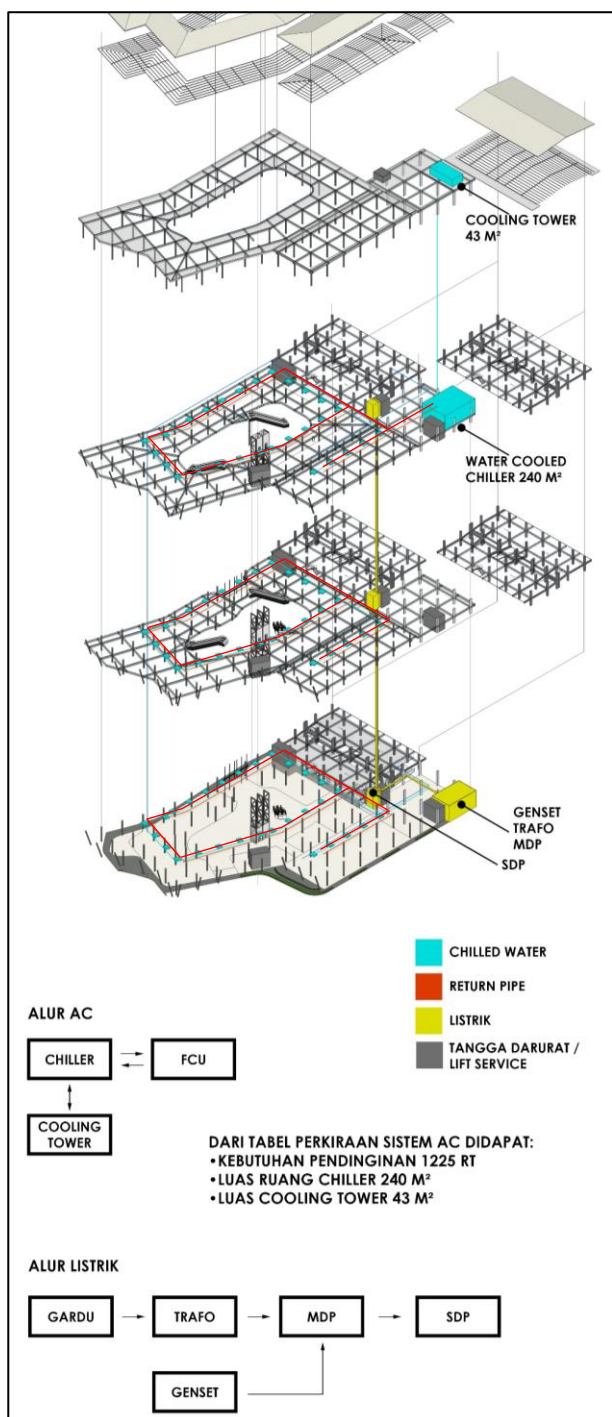 COOLING TOWER
43 M²
WATER COOLED
CHILLER 240 M²
GENSET
TRAFO
MDP
SDP
CHILLED WATER
RETURN PIPE
LISTRIK
TANGGA DARURAT /
LIFT SERVICE
ALUR AC
CHILLER
FCU
COOLING
TOWER
DARI TABEL PERKIRAAN SISTEM AC DIDAPAT:
•KEBUTUHAN PENDINGINAN 1225 RT
•LUAS RUANG CHILLER 240 M²
•LUAS COOLING TOWER 43 M²
ALUR LISTRIK
GARDU
TRAFO
MDP
SDP
GENSET